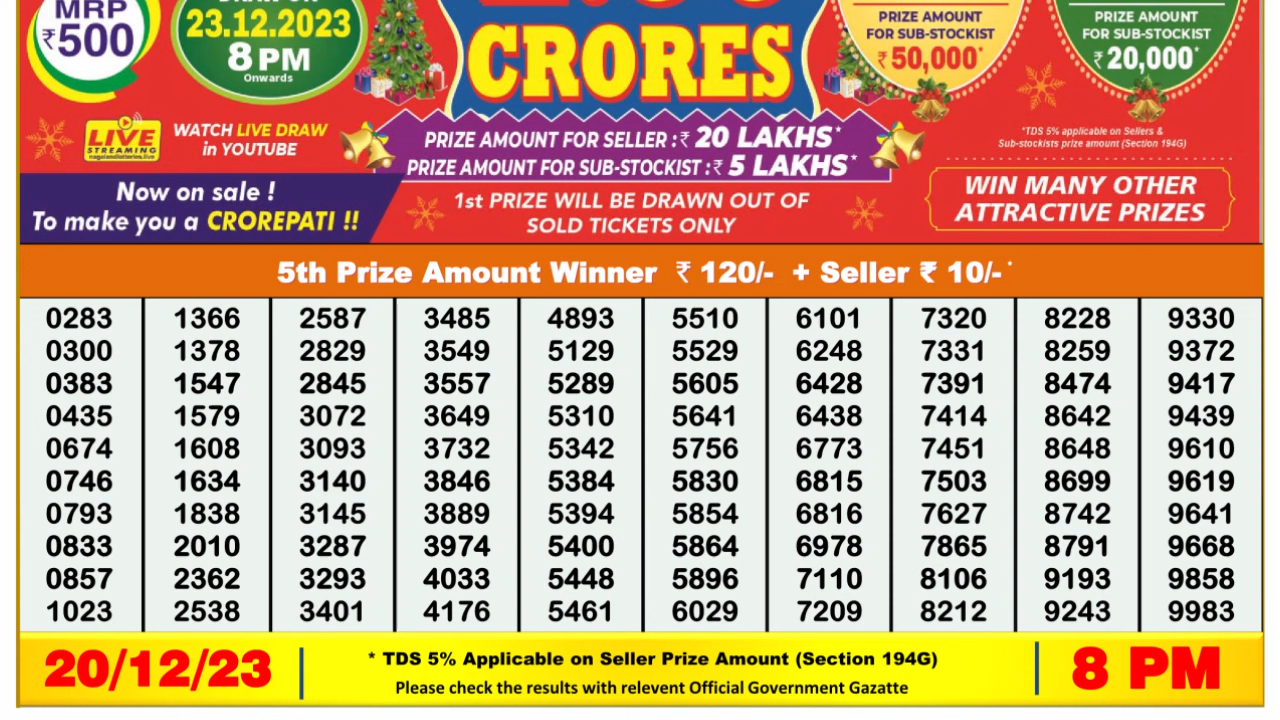 MRP
₹500
23.12.2023
8 PM
Onwards
CRORES
PRIZE AMOUNT
FOR SUB-STOCKIST
₹ 50,000*
PRIZE AMOUNT
FOR SUB-STOCKIST
₹ 20,000*
LIVE
STREAMING
nagalandlotteries.live
WATCH LIVE DRAW
in YOUTUBE
PRIZE AMOUNT FOR SELLER :₹ 20 LAKHS*
PRIZE AMOUNT FOR SUB-STOCKIST :₹ 5 LAKHS*
*TDS 5% applicable on Sellers &
Sub-stockists prize amount (Section 194G)
Now on sale !
To make you a CROREPATI !!
1st PRIZE WILL BE DRAWN OUT OF
SOLD TICKETS ONLY
WIN MANY OTHER
ATTRACTIVE PRIZES
5th Prize Amount Winner ₹ 120/- + Seller ₹ 10/-*
0283 1366 2587 3485 4893 5510 6101 7320 8228 9330
0300 1378 2829 3549 5129 5529 6248 7331 8259 9372
0383 1547 2845 3557 5289 5605 6428 7391 8474 9417
0435 1579 3072 3649 5310 5641 6438 7414 8642 9439
0674 1608 3093 3732 5342 5756 6773 7451 8648 9610
0746 1634 3140 3846 5384 5830 6815 7503 8699 9619
0793 1838 3145 3889 5394 5854 6816 7627 8742 9641
0833 2010 3287 3974 5400 5864 6978 7865 8791 9668
0857 2362 3293 4033 5448 5896 7110 8106 9193 9858
1023 2538 3401 4176 5461 6029 7209 8212 9243 9983
20/12/23
* TDS 5% Applicable on Seller Prize Amount (Section 194G)
Please check the results with relevent Official Government Gazatte
8 PM